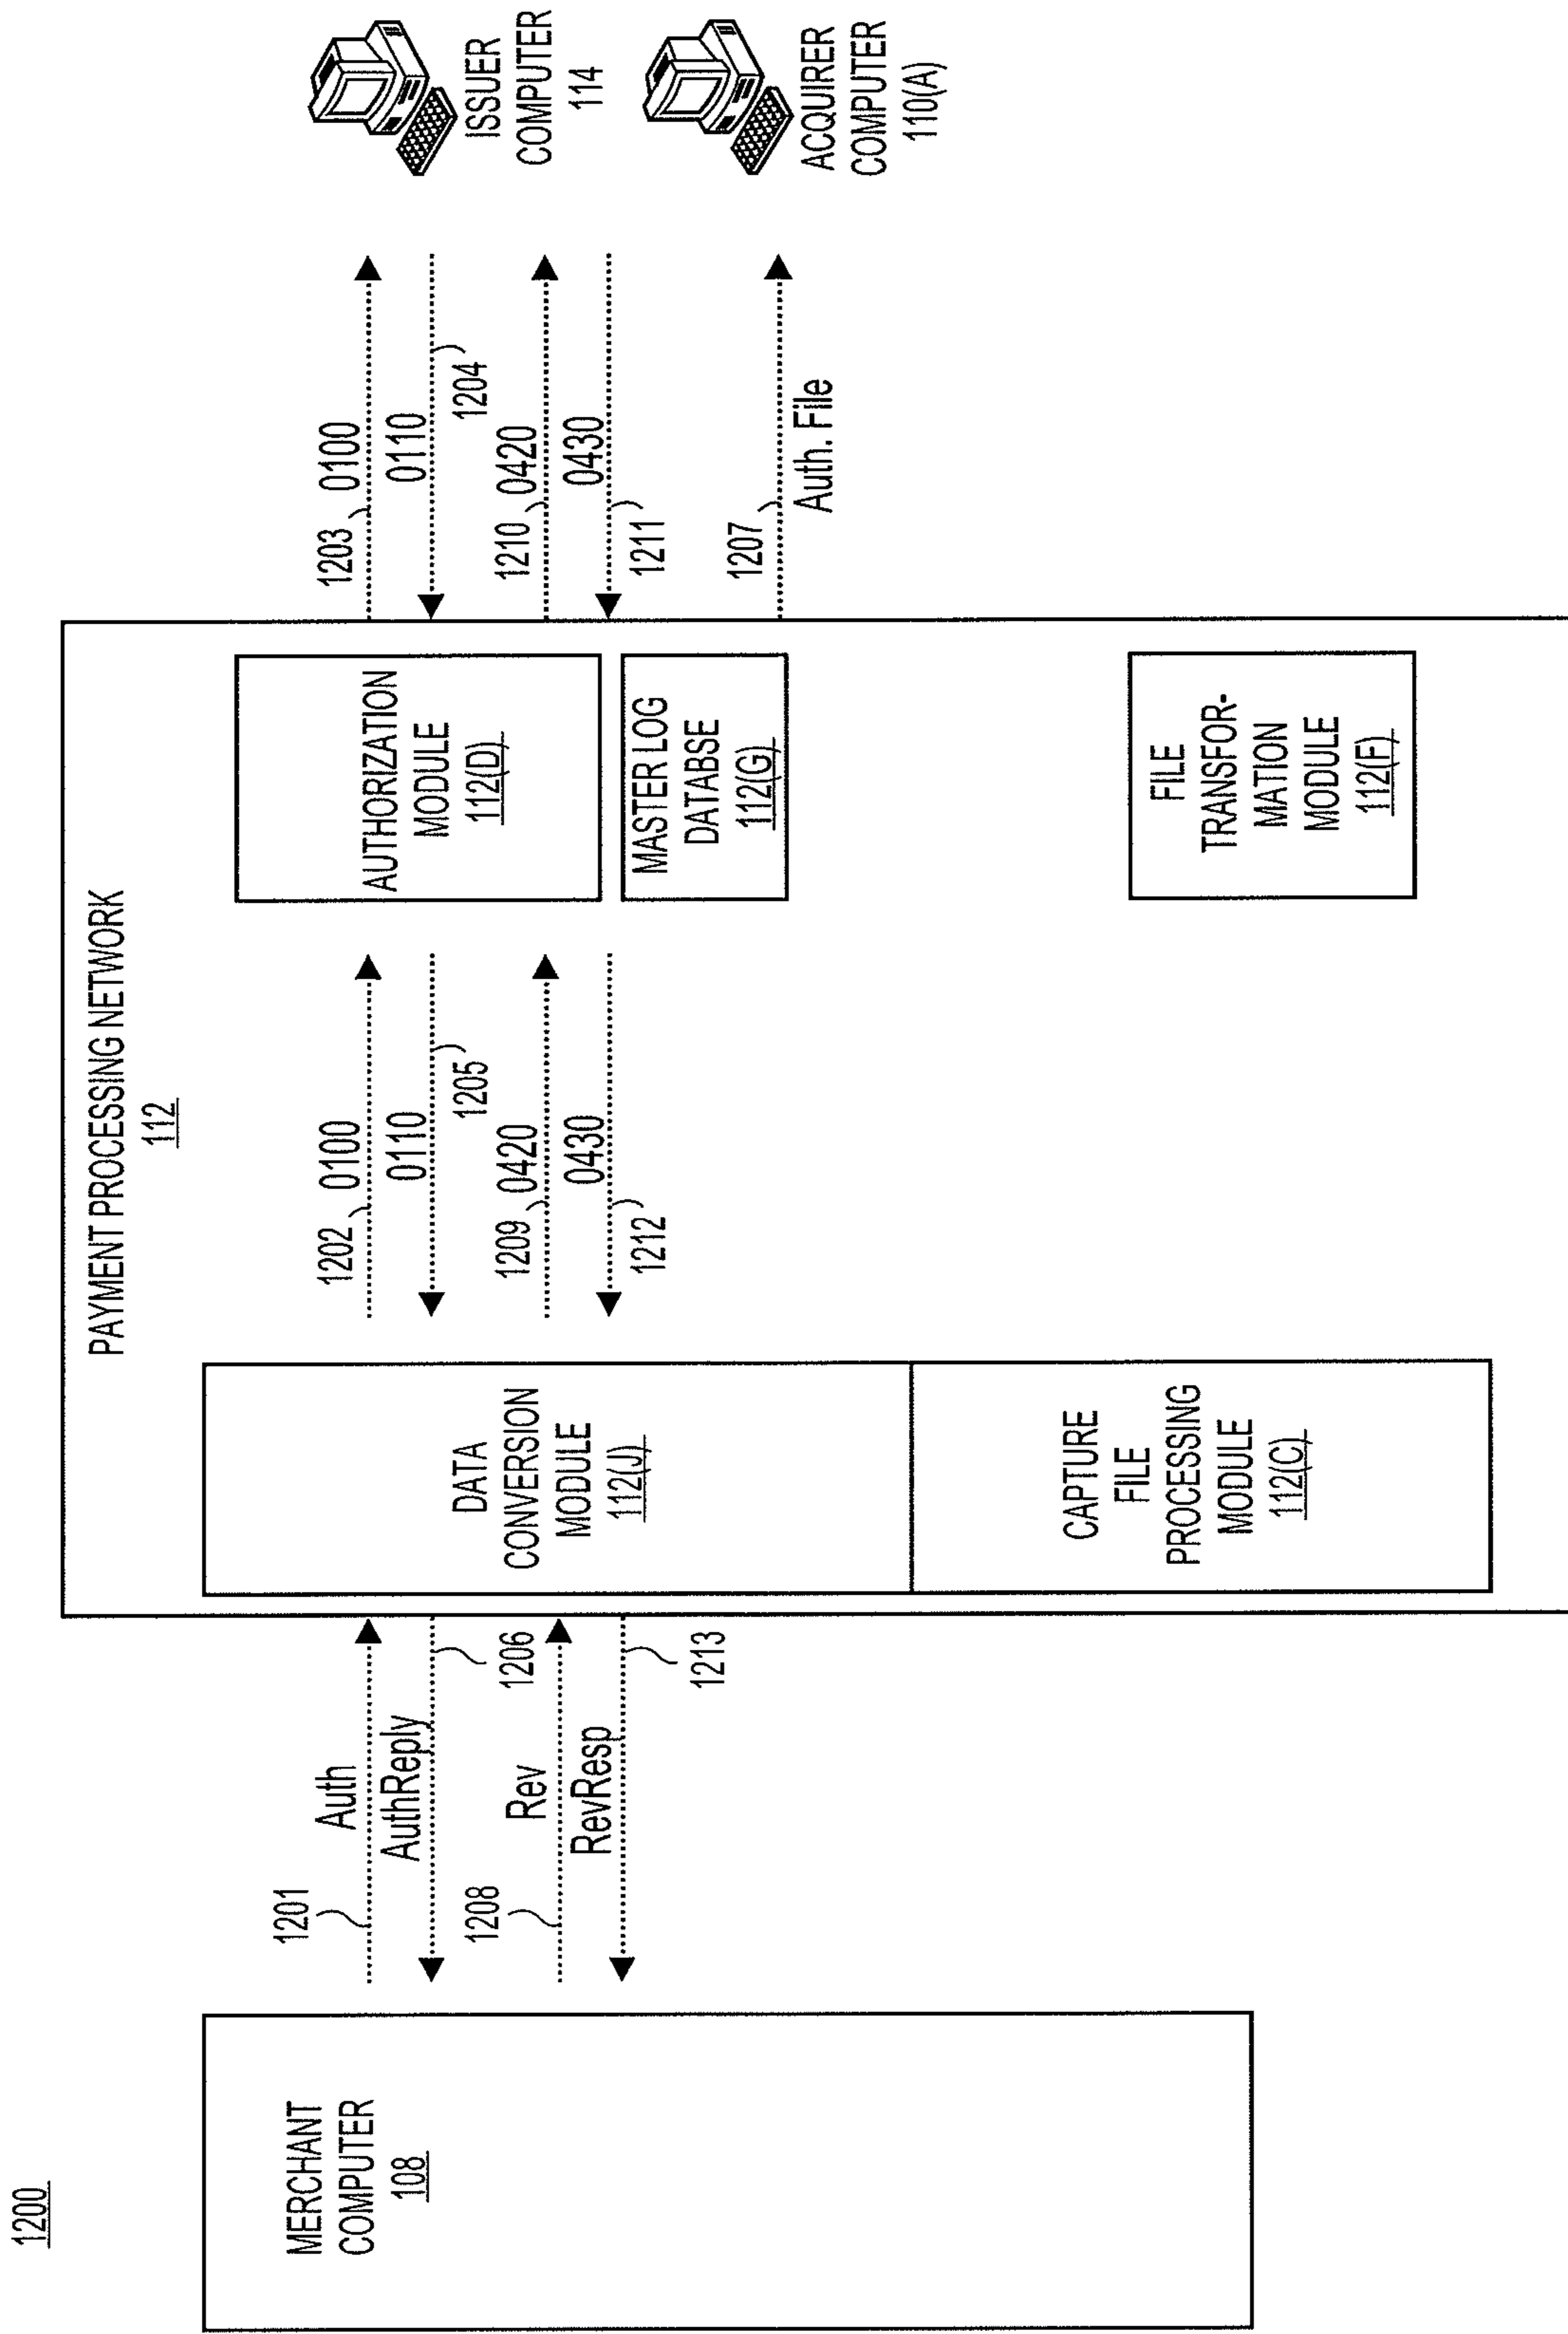 1200
PAYMENT PROCESSING NETWORK
112
MERCHANT
COMPUTER
108
1201
Auth
AuthReply
1206
1208
Rev
RevResp
1213
DATA
CONVERSION
MODULE
112(J)
CAPTURE
FILE
PROCESSING
MODULE
112(C)
1202
0100
0110
1205
1209
0420
0430
1212
AUTHORIZATION
MODULE
112(D)
MASTER LOG
DATABSE
112(G)
FILE
TRANSFOR-
MATION
MODULE
112(F)
1203
0100
0110
1204
1210
0420
0430
1211
1207
Auth. File
ISSUER
COMPUTER
114
ACQUIRER
COMPUTER
110(A)